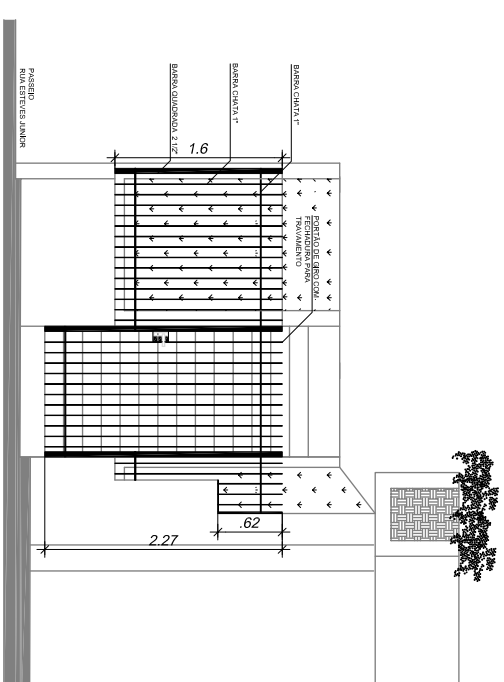 PASSEIO
RUA ESTEVES JUNIOR
BARRA QUADRADA 2 1/2"
BARRA CHATA 1"
BARRA CHATA 1"
1.6
PORTÃO DE GIRO COM
FECHADURA PARA
TRAVAMENTO
.62
2.27